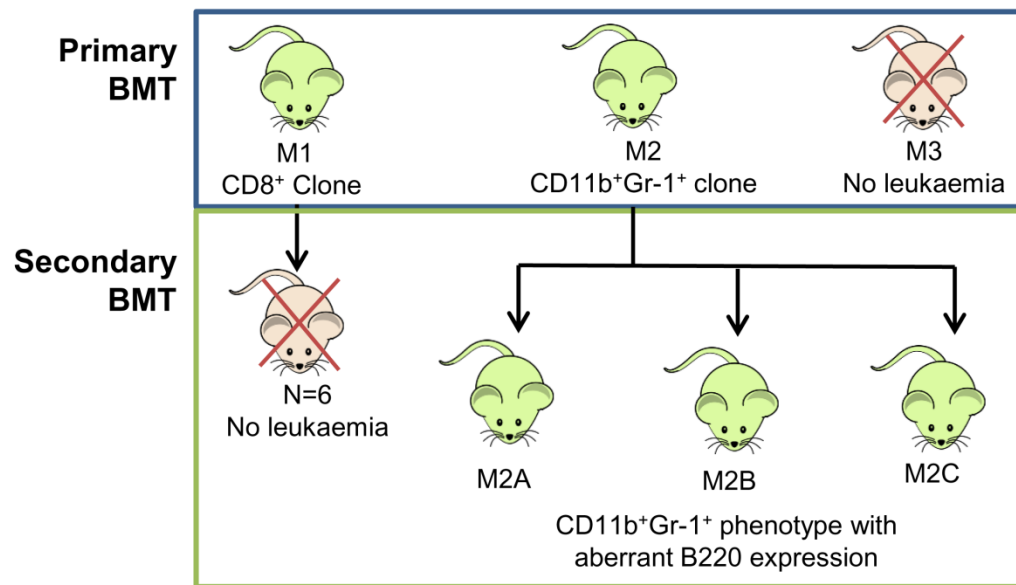 Primary
BMT
M1
CD8⁺ Clone
M2
CD11b⁺Gr-1⁺ clone
M3
No leukaemia
Secondary
BMT
N=6
No leukaemia
M2A
M2B
M2C
CD11b⁺Gr-1⁺ phenotype with
aberrant B220 expression